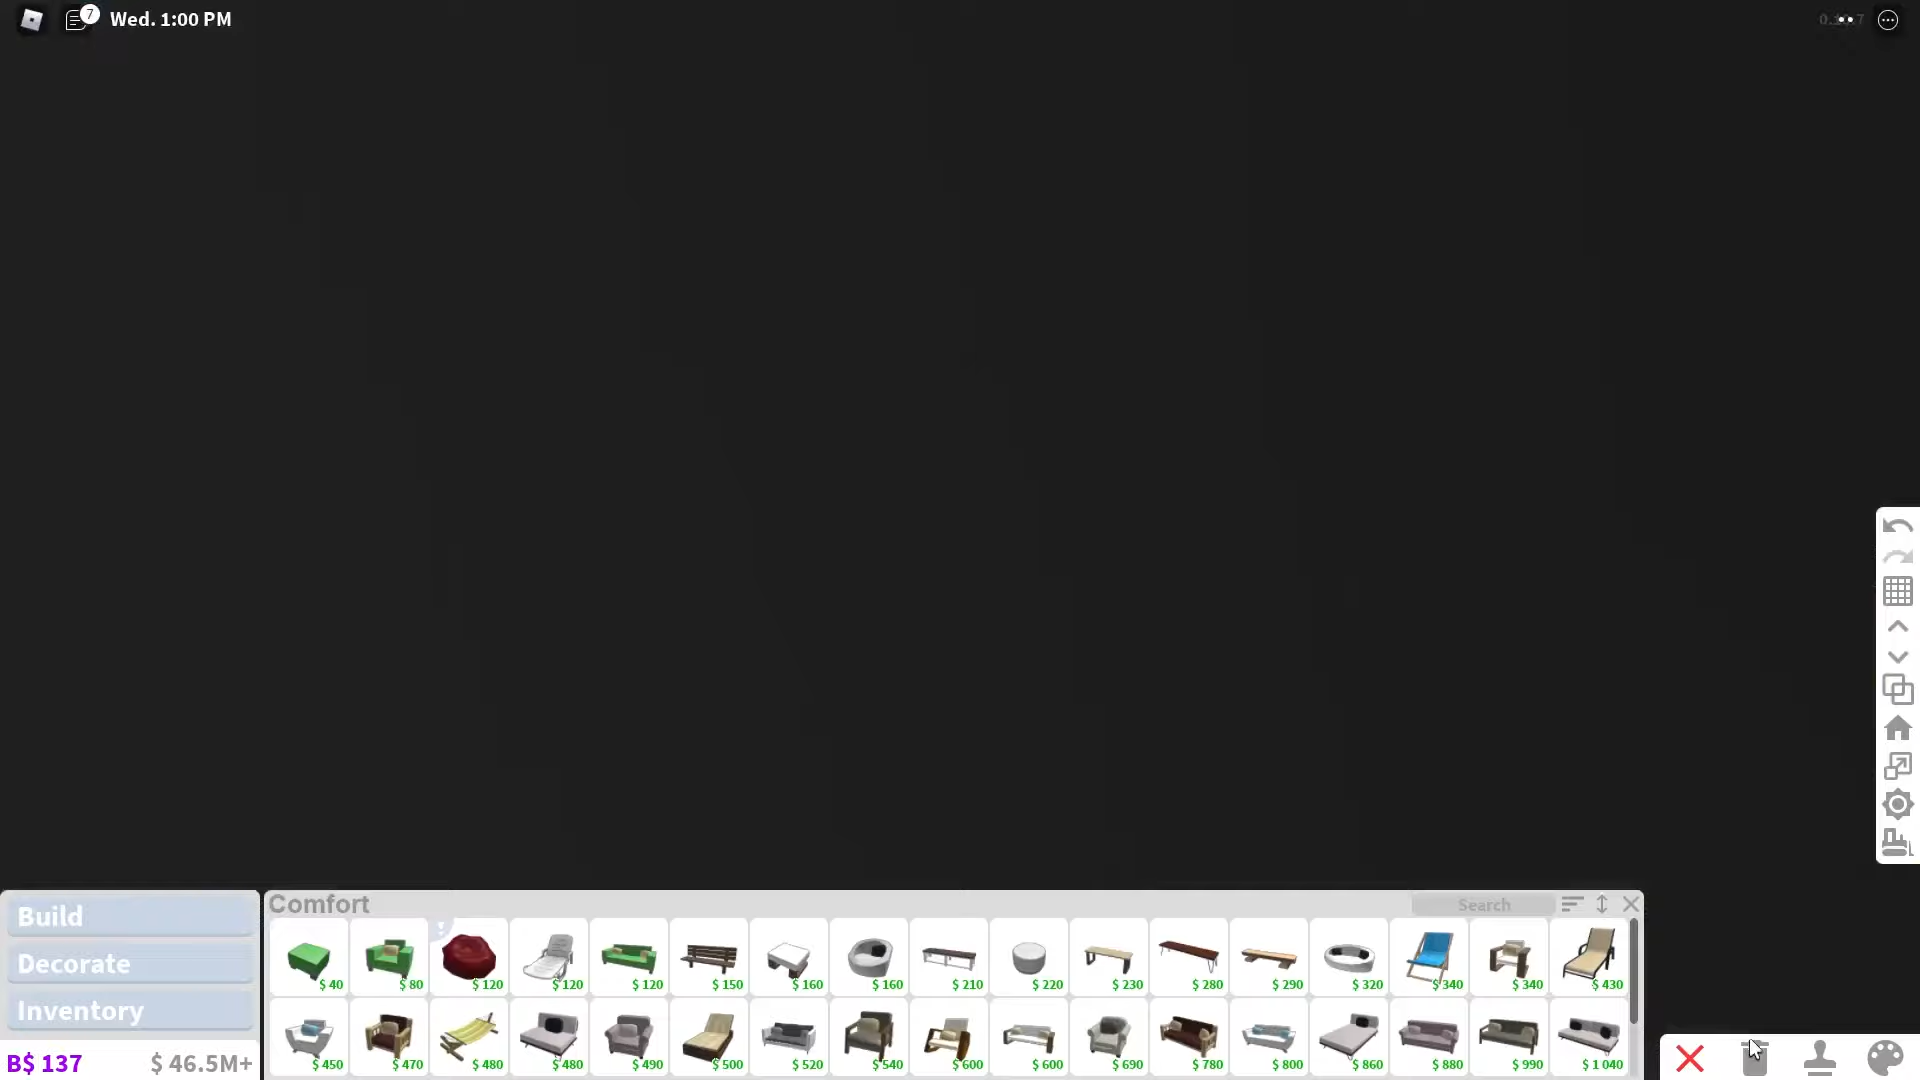 7 Wed. 1:00 PM
Build
Decorate
Inventory
B$ 137 $ 46.5M+
Comfort Search
$ 40 $ 80 $ 120 $ 120 $ 120 $ 150 $ 160 $ 160 $ 210 $ 220 $ 230 $ 280 $ 290 $ 320 $ 340 $ 340 $ 430
$ 450 $ 470 $ 480 $ 480 $ 490 $ 500 $ 520 $ 540 $ 600 $ 600 $ 690 $ 780 $ 800 $ 860 $ 880 $ 990 $ 1 040